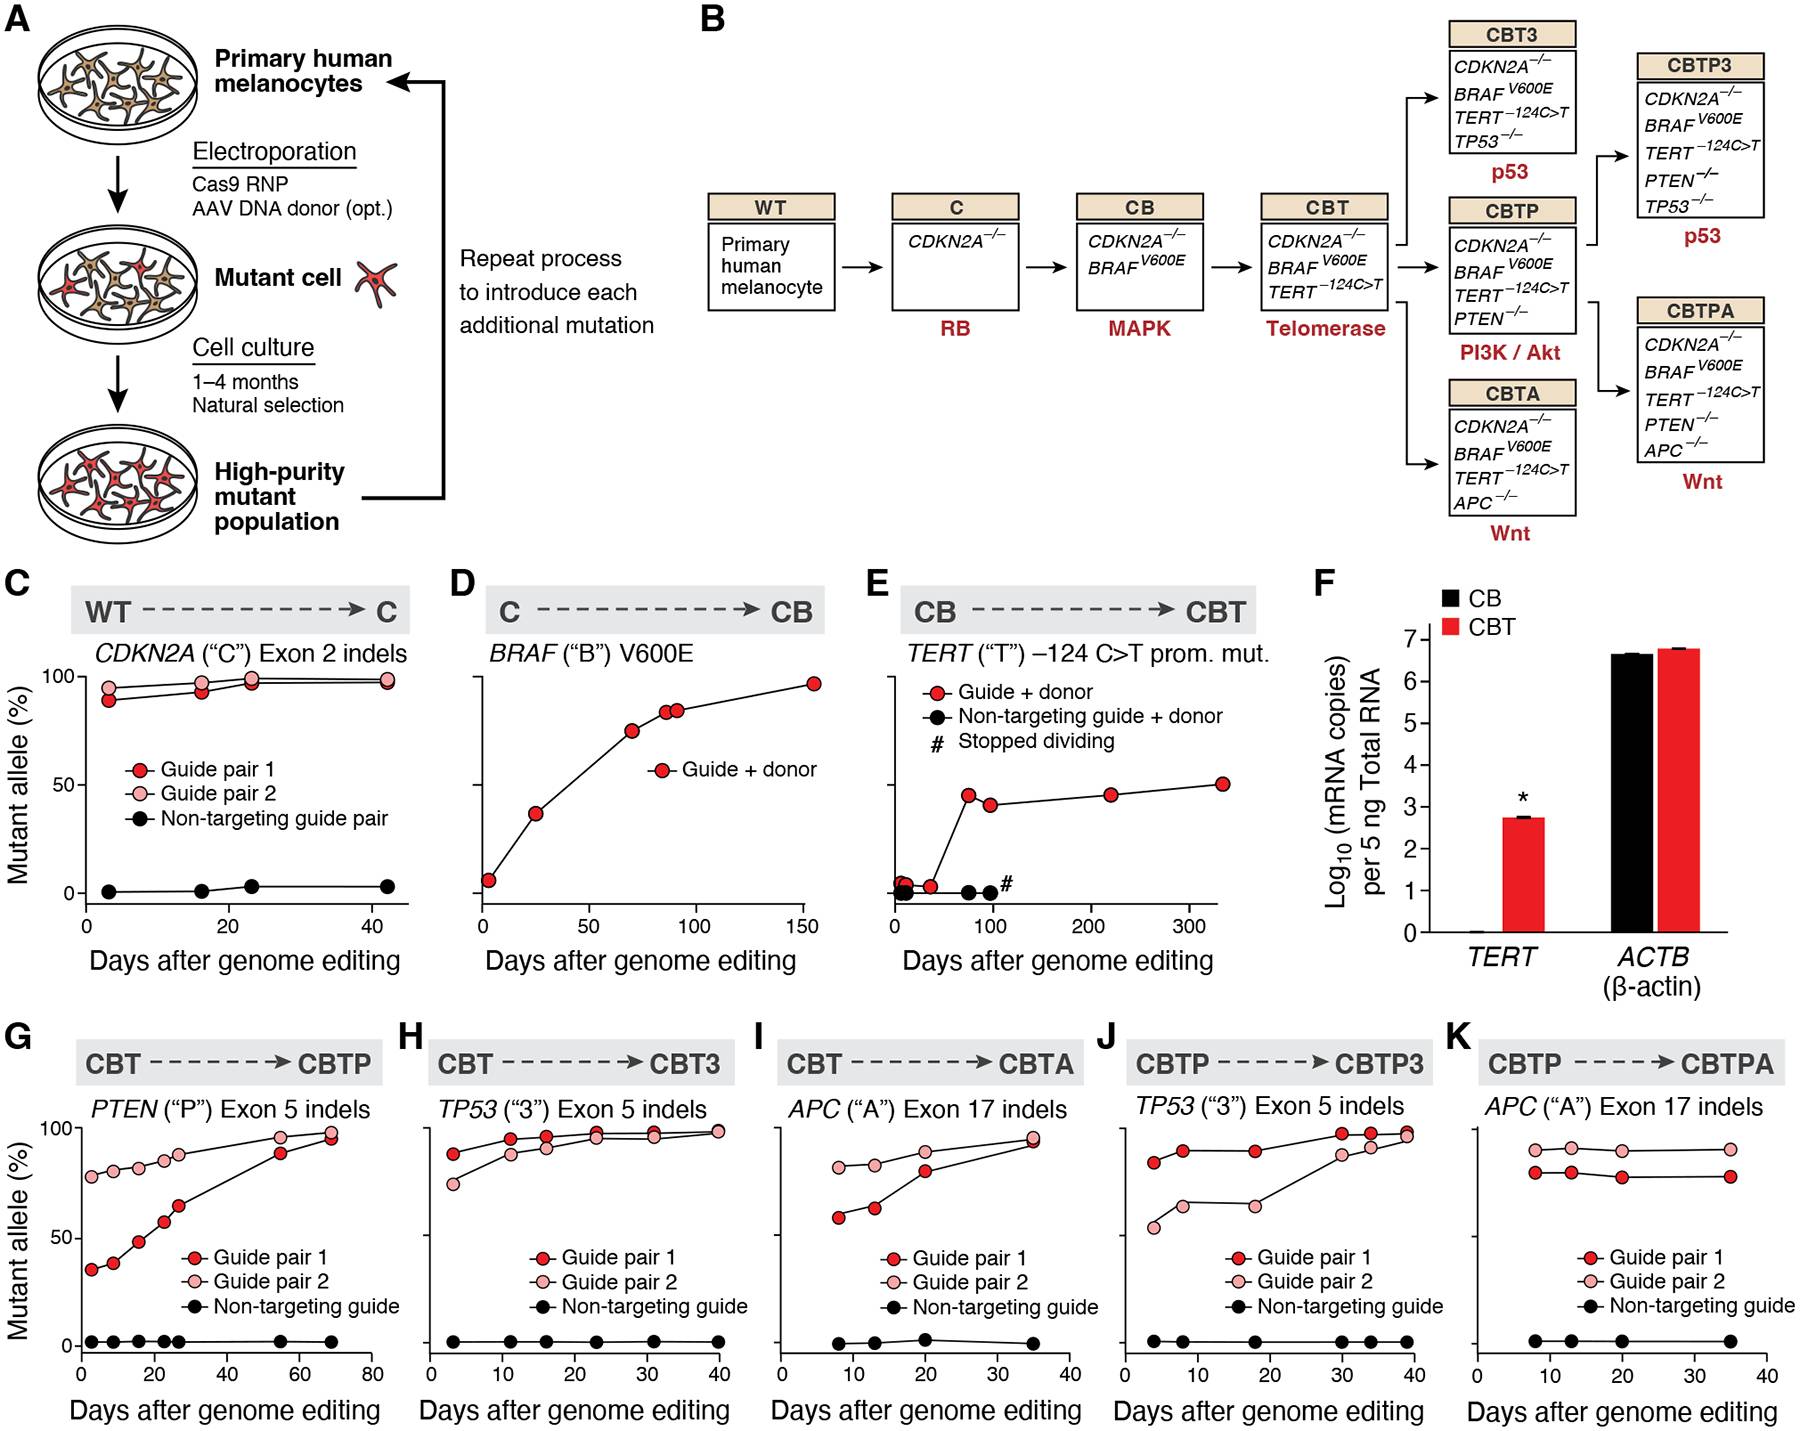 A
Primary human
melanocytes
Electroporation
Cas9 RNP
AAV DNA donor (opt.)
Mutant cell
Cell culture
1–4 months
Natural selection
High-purity
mutant
population
Repeat process
to introduce each
additional mutation
B
WT
Primary
human
melanocyte
C
CDKN2A−/−
RB
CB
CDKN2A−/−
BRAF V600E
MAPK
CBT
CDKN2A−/−
BRAF V600E
TERT −124C>T
Telomerase
CBT3
CDKN2A−/−
BRAF V600E
TERT −124C>T
TP53 −/−
p53
CBTP
CDKN2A−/−
BRAF V600E
TERT −124C>T
PTEN−/−
PI3K / Akt
CBTA
CDKN2A−/−
BRAF V600E
TERT −124C>T
APC −/−
Wnt
CBTP3
CDKN2A−/−
BRAF V600E
TERT −124C>T
PTEN−/−
TP53 −/−
p53
CBTPA
CDKN2A−/−
BRAF V600E
TERT −124C>T
PTEN−/−
APC −/−
Wnt
C
WT C
CDKN2A (“C”) Exon 2 indels
Mutant allele (%)
100
50
0
Guide pair 1
Guide pair 2
Non-targeting guide pair
0 20 40
Days after genome editing
D
C CB
BRAF (“B”) V600E
Guide + donor
0 50 100 150
Days after genome editing
E
CB CBT
TERT (“T”) −124 C>T prom. mut.
Guide + donor
Non-targeting guide + donor
# Stopped dividing
#
0 100 200 300
Days after genome editing
F
CB
CBT
Log10 (mRNA copies)
per 5 ng Total RNA
7
6
5
4
3
2
1
0
*
TERT ACTB
(β-actin)
G
CBT CBTP
PTEN (“P”) Exon 5 indels
Mutant allele (%)
100
50
0
Guide pair 1
Guide pair 2
Non-targeting guide
0 20 40 60 80
Days after genome editing
H
CBT CBT3
TP53 (“3”) Exon 5 indels
Guide pair 1
Guide pair 2
Non-targeting guide
0 10 20 30 40
Days after genome editing
I
CBT CBTA
APC (“A”) Exon 17 indels
Guide pair 1
Guide pair 2
Non-targeting guide
0 10 20 30 40
Days after genome editing
J
CBTP CBTP3
TP53 (“3”) Exon 5 indels
Guide pair 1
Guide pair 2
Non-targeting guide
0 10 20 30 40
Days after genome editing
K
CBTP CBTPA
APC (“A”) Exon 17 indels
Guide pair 1
Guide pair 2
Non-targeting guide
0 10 20 30 40
Days after genome editing